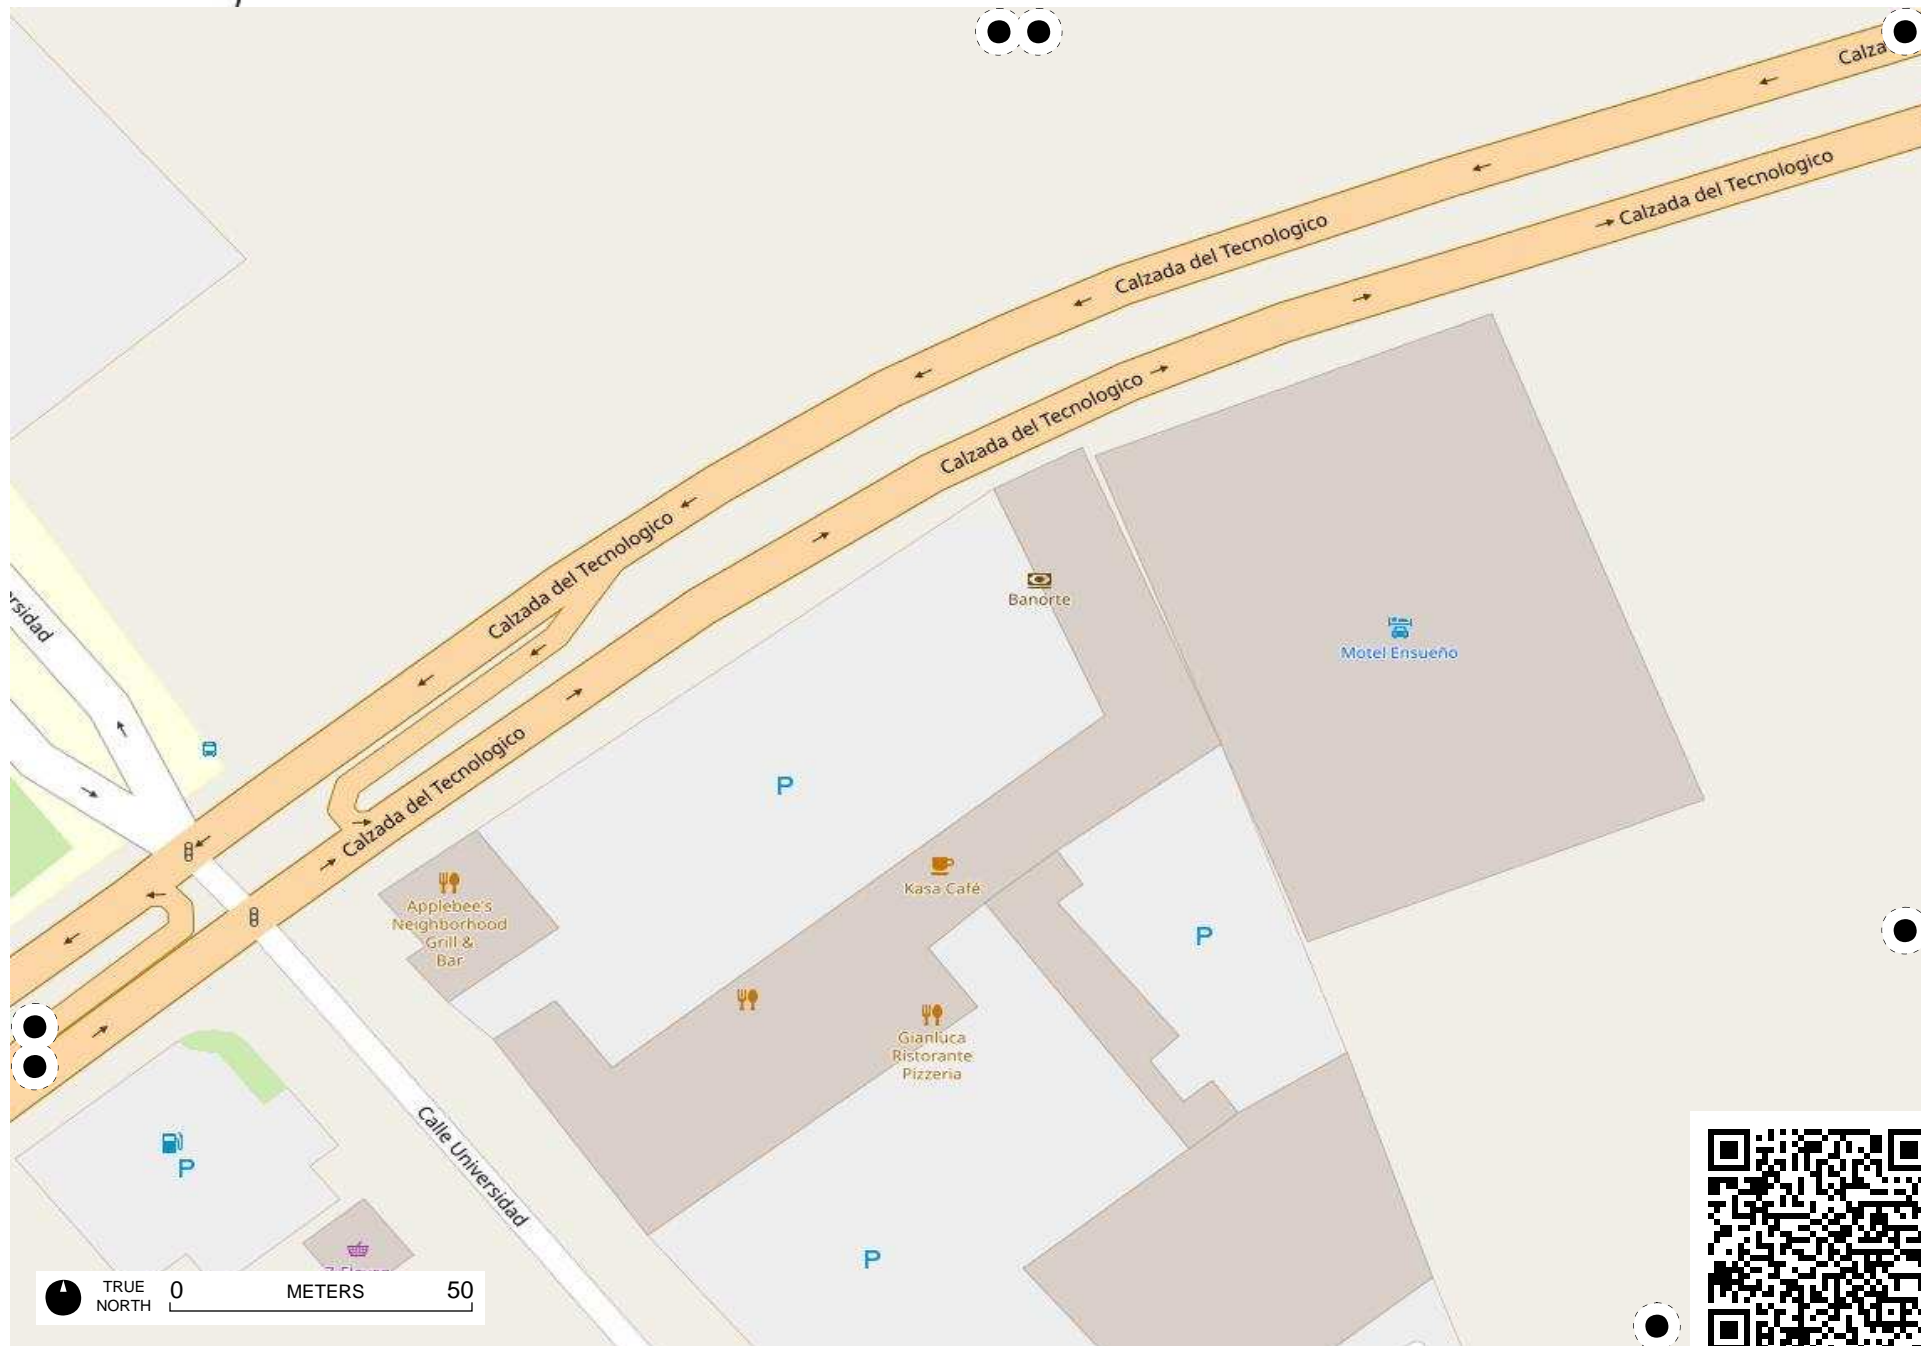 Calzada del Tecnologico
Calzada del Tecnologico
Calzada del Tecnologico
Calzada del Tecnologico
Calzada del Tecnologico
Banorte
Motel Ensueño
Calzada del Tecnologico
P
Kasa Café
Applebee's
Neighborhood
Grill &
Bar
P
Gianluca
Ristorante
Pizzeria
Calle Universidad
P
P
TRUE
NORTH
0 METERS 50